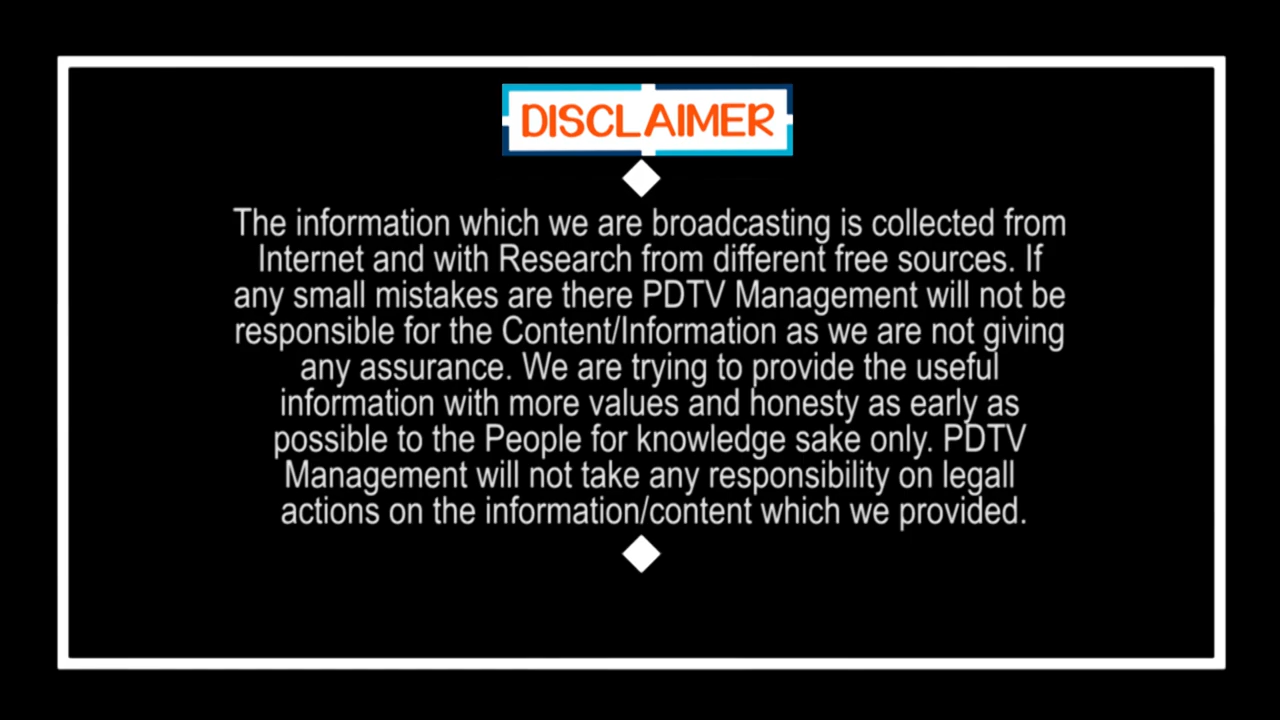 DISCLAIMER
The information which we are broadcasting is collected from
Internet and with Research from different free sources. If
any small mistakes are there PDTV Management will not be
responsible for the Content/Information as we are not giving
any assurance. We are trying to provide the useful
information with more values and honesty as early as
possible to the People for knowledge sake only. PDTV
Management will not take any responsibility on legall
actions on the information/content which we provided.